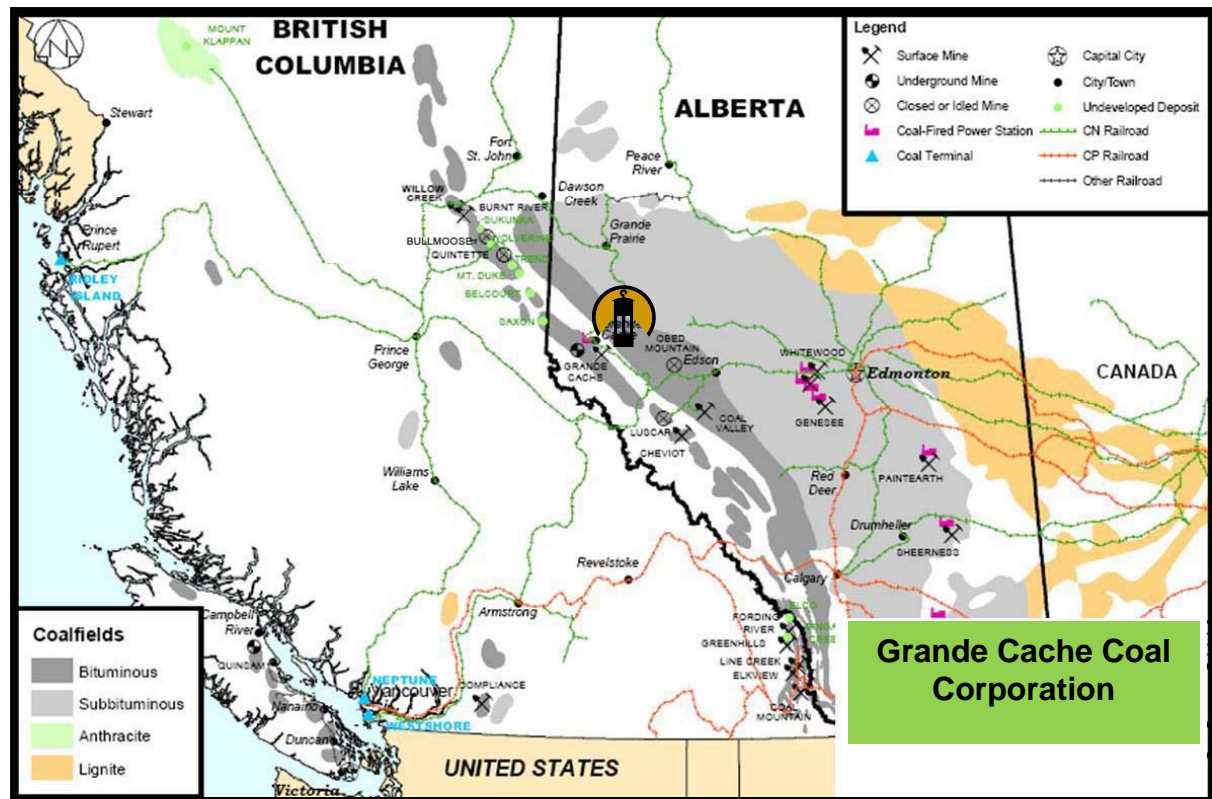 MOUNT
KLAPPAN
BRITISH
COLUMBIA
ALBERTA
Legend
Surface Mine
Underground Mine
Closed or Idled Mine
Coal-Fired Power Station
Coal Terminal
Capital City
City/Town
Undeveloped Deposit
CN Railroad
CP Railroad
Other Railroad
Stewart
Fort
St. John
Peace
River
WILLOW
CREEK
BURNT RIVER
Dawson
Creek
SUKUNKA
Grande
Prairie
BULLMOOSE
WOLVERINE
QUINTETTE
TREND
MT. DUKE
BELCOURT
SAXON
Prince
Rupert
RIDLEY
ISLAND
Prince
George
GRANDE
CACHE
OBED
MOUNTAIN
Edson
WHITEWOOD
Edmonton
CANADA
GENESEE
COAL
VALLEY
LUSCAR
CHEVIOT
Williams
Lake
Red
Deer
PAINTEARTH
Drumheller
SHEERNESS
Revelstoke
Calgary
Armstrong
Campbell
River
QUINSAM
Nanaimo
Duncan
Victoria
NEPTUNE
Vancouver
WESTSHORE
COMPLIANCE
FORDING
RIVER
GREENHILLS
LINE CREEK
ELKVIEW
COAL
MOUNTAIN
Coalfields
Bituminous
Subbituminous
Anthracite
Lignite
UNITED STATES
Grande Cache Coal
Corporation